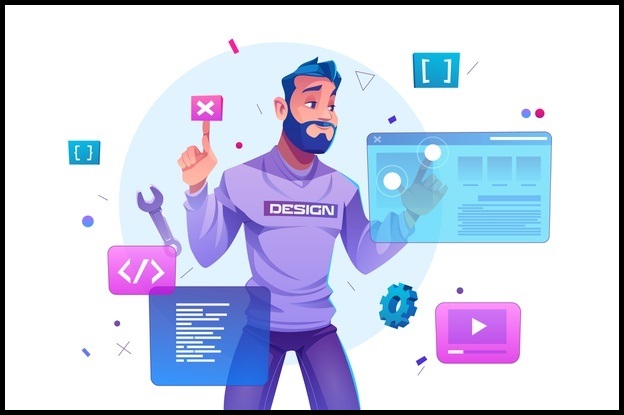 [ ]
{ }
DESIGN
</>